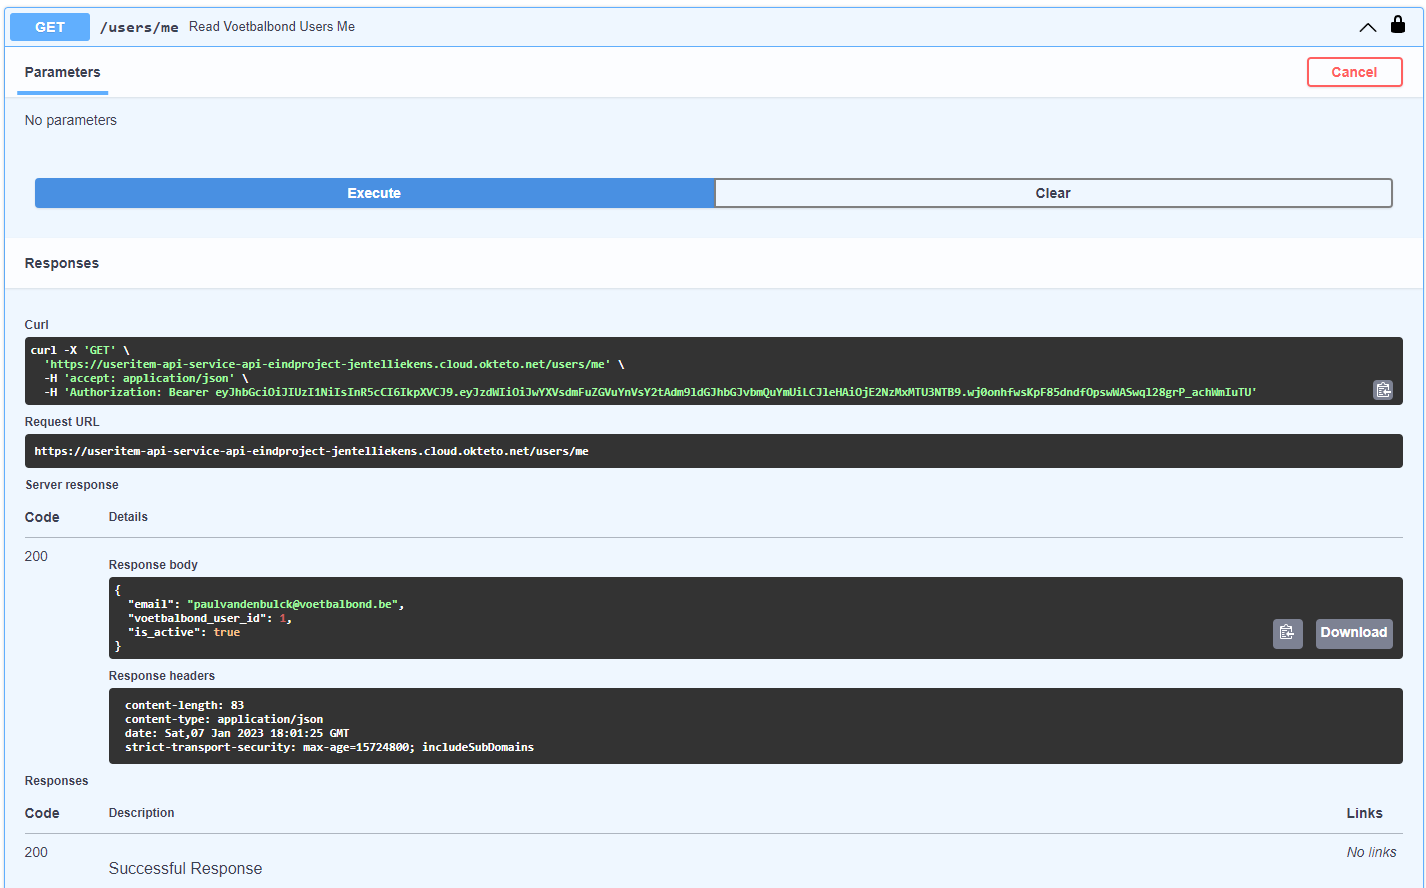 GET /users/me Read Voetbalbond Users Me
Parameters
Cancel
No parameters
Execute
Clear
Responses
Curl
curl -X 'GET' \
'https://useritem-api-service-api-eindproject-jentelliekens.cloud.okteto.net/users/me' \
-H 'accept: application/json' \
-H 'Authorization: Bearer eyJhbGciOiJIUzI1NiIsInR5cCI6IkpXVCJ9.eyJzdWIiOiJwYXVsdmFuZGVuYnVsY2tAdm9ldGJhbGJvbmQuYmUiLCJleHAiOjE2NzMxMTU3NTB9.wj0onhfwsKpF85dndfOpswWASwql28grP_achWmIuTU'
Request URL
https://useritem-api-service-api-eindproject-jentelliekens.cloud.okteto.net/users/me
Server response
Code Details
200
Response body
{
"email": "paulvandenbulck@voetbalbond.be",
"voetbalbond_user_id": 1,
"is_active": true
}
Download
Response headers
content-length: 83
content-type: application/json
date: Sat,07 Jan 2023 18:01:25 GMT
strict-transport-security: max-age=15724800; includeSubDomains
Responses
Code Description Links
200 No links
Successful Response